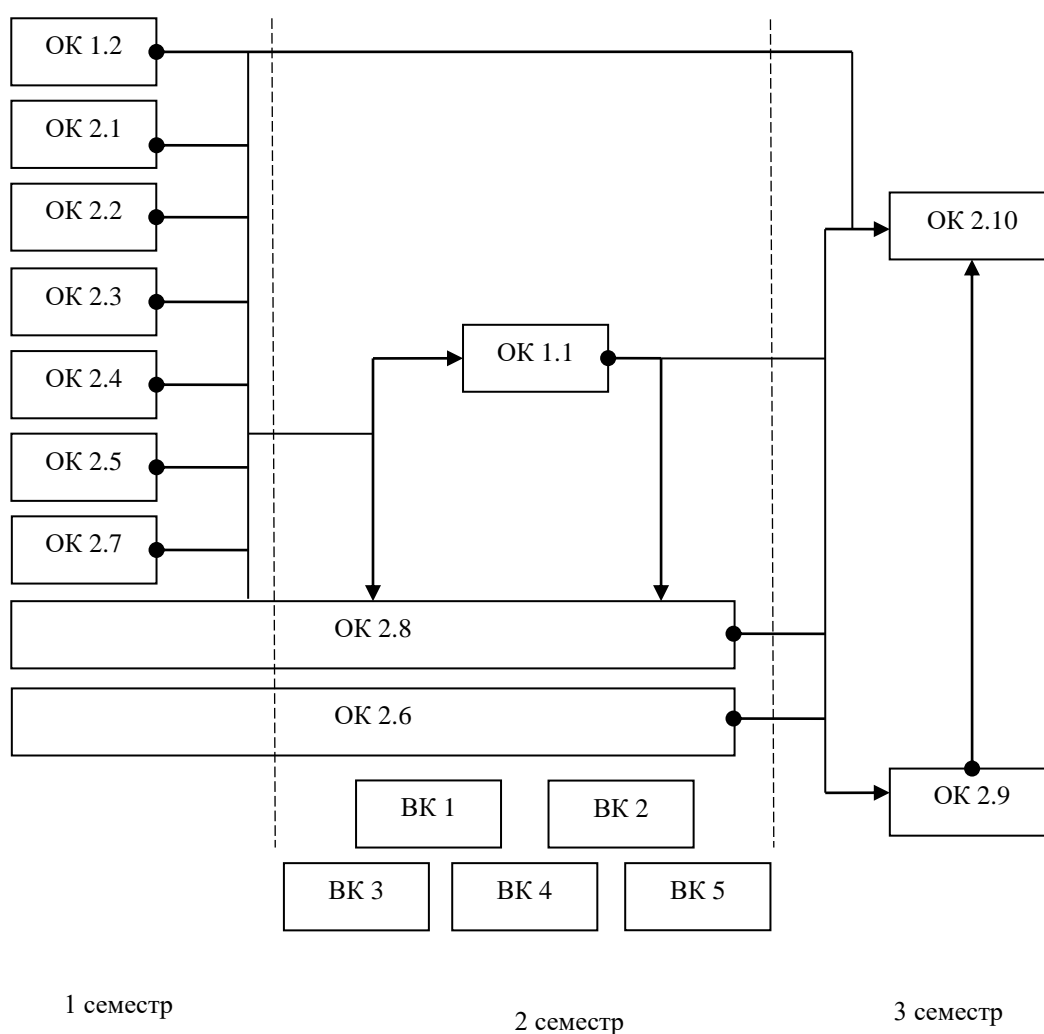 ОК 1.2
ОК 2.1
ОК 2.2
ОК 2.10
ОК 2.3
ОК 1.1
ОК 2.4
ОК 2.5
ОК 2.7
ОК 2.8
ОК 2.6
ОК 2.9
ВК 1
ВК 2
ВК 3
ВК 4
ВК 5
1 семестр
2 семестр
3 семестр